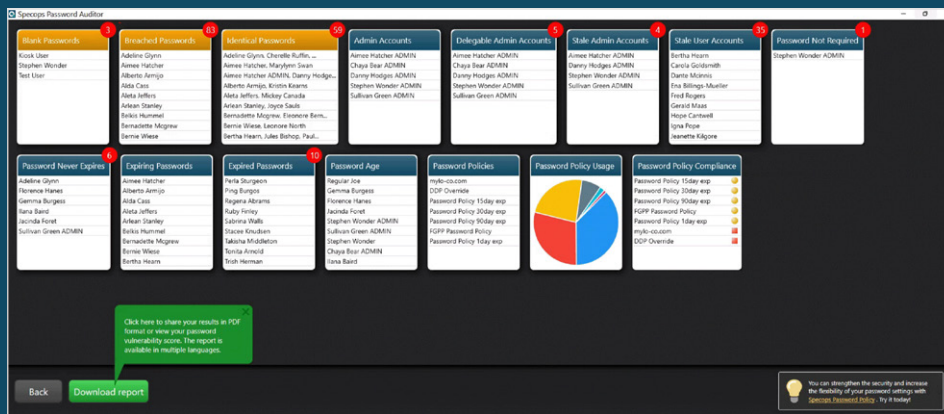 Specops Password Auditor
Blank Passwords
3
Kiosk User
Stephen Wonder
Test User
Breached Passwords
83
Adeline Glynn
Aimee Hatcher
Alberto Armijo
Alda Cass
Aleta Jeffers
Arlean Stanley
Belkis Hummel
Bernadette Mcgrew
Bernie Wiese
Identical Passwords
59
Adeline Glynn, Cherelle Ruffin, ...
Aimee Hatcher, Marylynn Swan
Aimee Hatcher ADMIN, Danny Hodge...
Alberto Armijo, Kristin Kearns
Aleta Jeffers, Mickey Canada
Arlean Stanley, Joyce Sauls
Bernadette Mcgrew, Eleonore Bern...
Bernie Wiese, Leonore North
Bertha Hearn, Jules Bishop, Paul...
Admin Accounts
Aimee Hatcher ADMIN
Chaya Bear ADMIN
Danny Hodges ADMIN
Stephen Wonder ADMIN
Sullivan Green ADMIN
Delegable Admin Accounts
5
Aimee Hatcher ADMIN
Chaya Bear ADMIN
Danny Hodges ADMIN
Stephen Wonder ADMIN
Sullivan Green ADMIN
Stale Admin Accounts
4
Aimee Hatcher ADMIN
Danny Hodges ADMIN
Stephen Wonder ADMIN
Sullivan Green ADMIN
Stale User Accounts
35
Bertha Hearn
Carola Goldsmith
Dante Mcinnis
Ena Billings-Mueller
Fred Rogers
Gerald Maas
Hope Cantwell
Igna Pope
Jeanette Kilgore
Password Not Required
1
Stephen Wonder ADMIN
Password Never Expires
6
Adeline Glynn
Florence Hanes
Gemma Burgess
Ilana Baird
Jacinda Foret
Sullivan Green ADMIN
Expiring Passwords
Aimee Hatcher
Alberto Armijo
Alda Cass
Aleta Jeffers
Arlean Stanley
Belkis Hummel
Bernadette Mcgrew
Bernie Wiese
Bertha Hearn
Expired Passwords
10
Perla Sturgeon
Ping Burgos
Regena Abrams
Ruby Finley
Sabrina Walls
Stacee Knudsen
Takisha Middleton
Tonita Arnold
Trish Herman
Password Age
Regular Joe
Gemma Burgess
Florence Hanes
Jacinda Foret
Stephen Wonder ADMIN
Sullivan Green ADMIN
Stephen Wonder
Chaya Bear ADMIN
Ilana Baird
Password Policies
mylo-co.com
DDP Override
Password Policy 15day exp
Password Policy 30day exp
Password Policy 90day exp
FGPP Password Policy
Password Policy 1day exp
Password Policy Usage
Password Policy Compliance
Password Policy 15day exp
Password Policy 30day exp
Password Policy 90day exp
FGPP Password Policy
Password Policy 1day exp
mylo-co.com
DDP Override
Click here to share your results in PDF
format or view your password
vulnerability score. The report is
available in multiple languages.
Back
Download report
You can strengthen the security and increase
the flexibility of your password settings with
Specops Password Policy . Try it today!